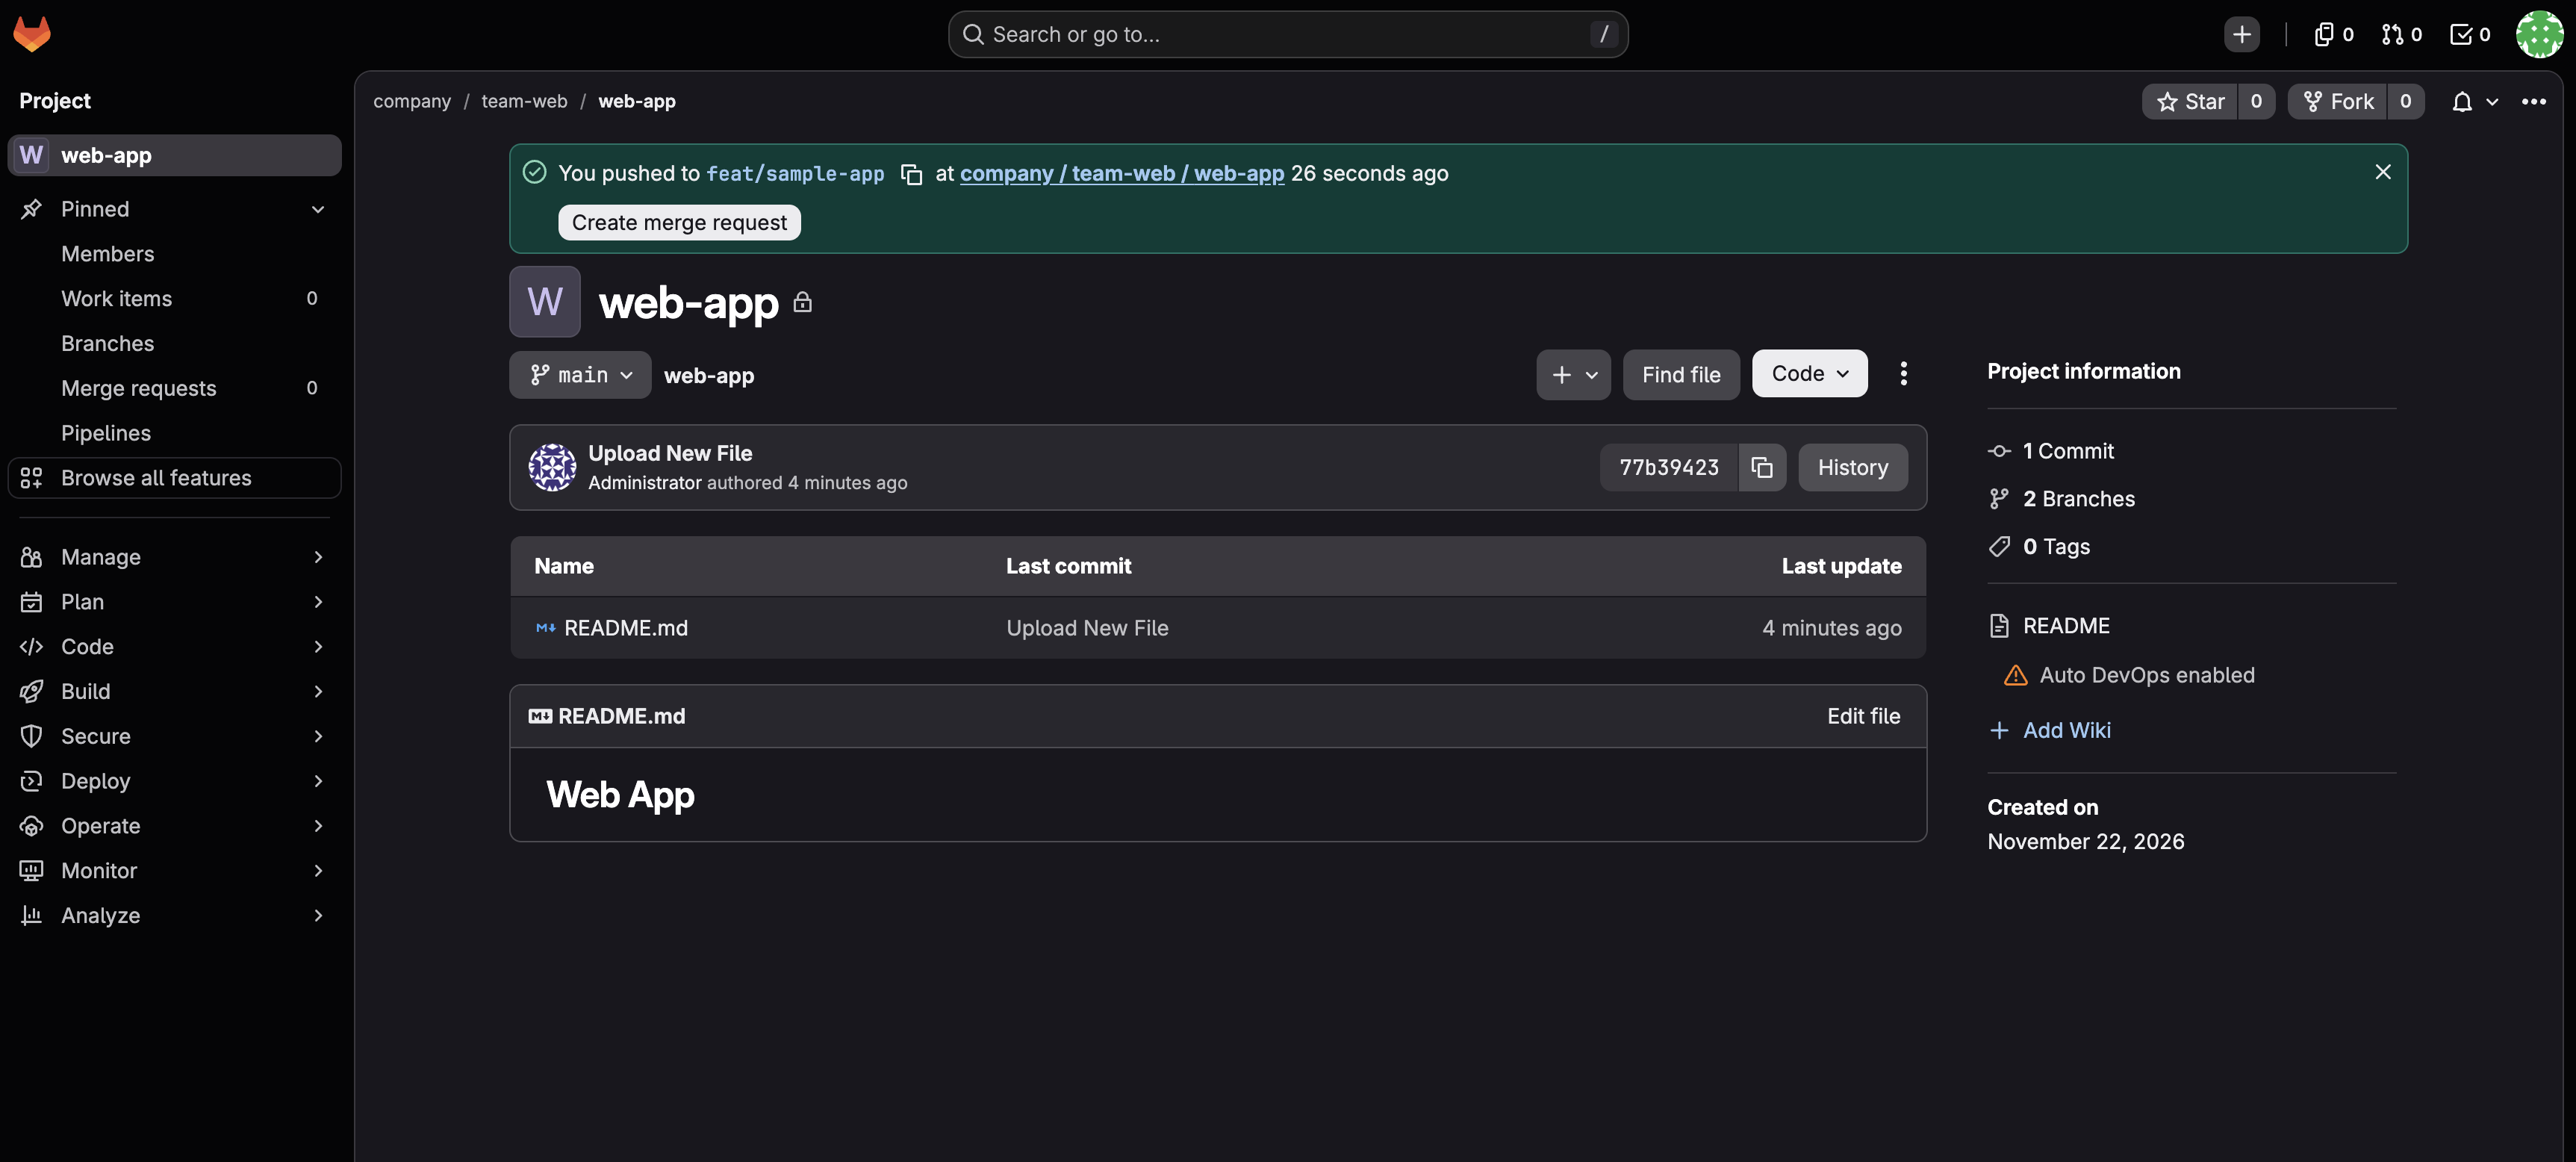 Search or go to... /
0 0 0
Project
W web-app
Pinned
Members
Work items 0
Branches
Merge requests 0
Pipelines
Browse all features
Manage
Plan
Code
Build
Secure
Deploy
Operate
Monitor
Analyze
company / team-web / web-app
Star 0 Fork 0
You pushed to feat/sample-app at company / team-web / web-app 26 seconds ago
Create merge request
W web-app
main web-app
Find file Code
Upload New File
Administrator authored 4 minutes ago
77b39423 History
Name Last commit Last update
README.md Upload New File 4 minutes ago
README.md Edit file
Web App
Project information
1 Commit
2 Branches
0 Tags
README
Auto DevOps enabled
Add Wiki
Created on
November 22, 2026